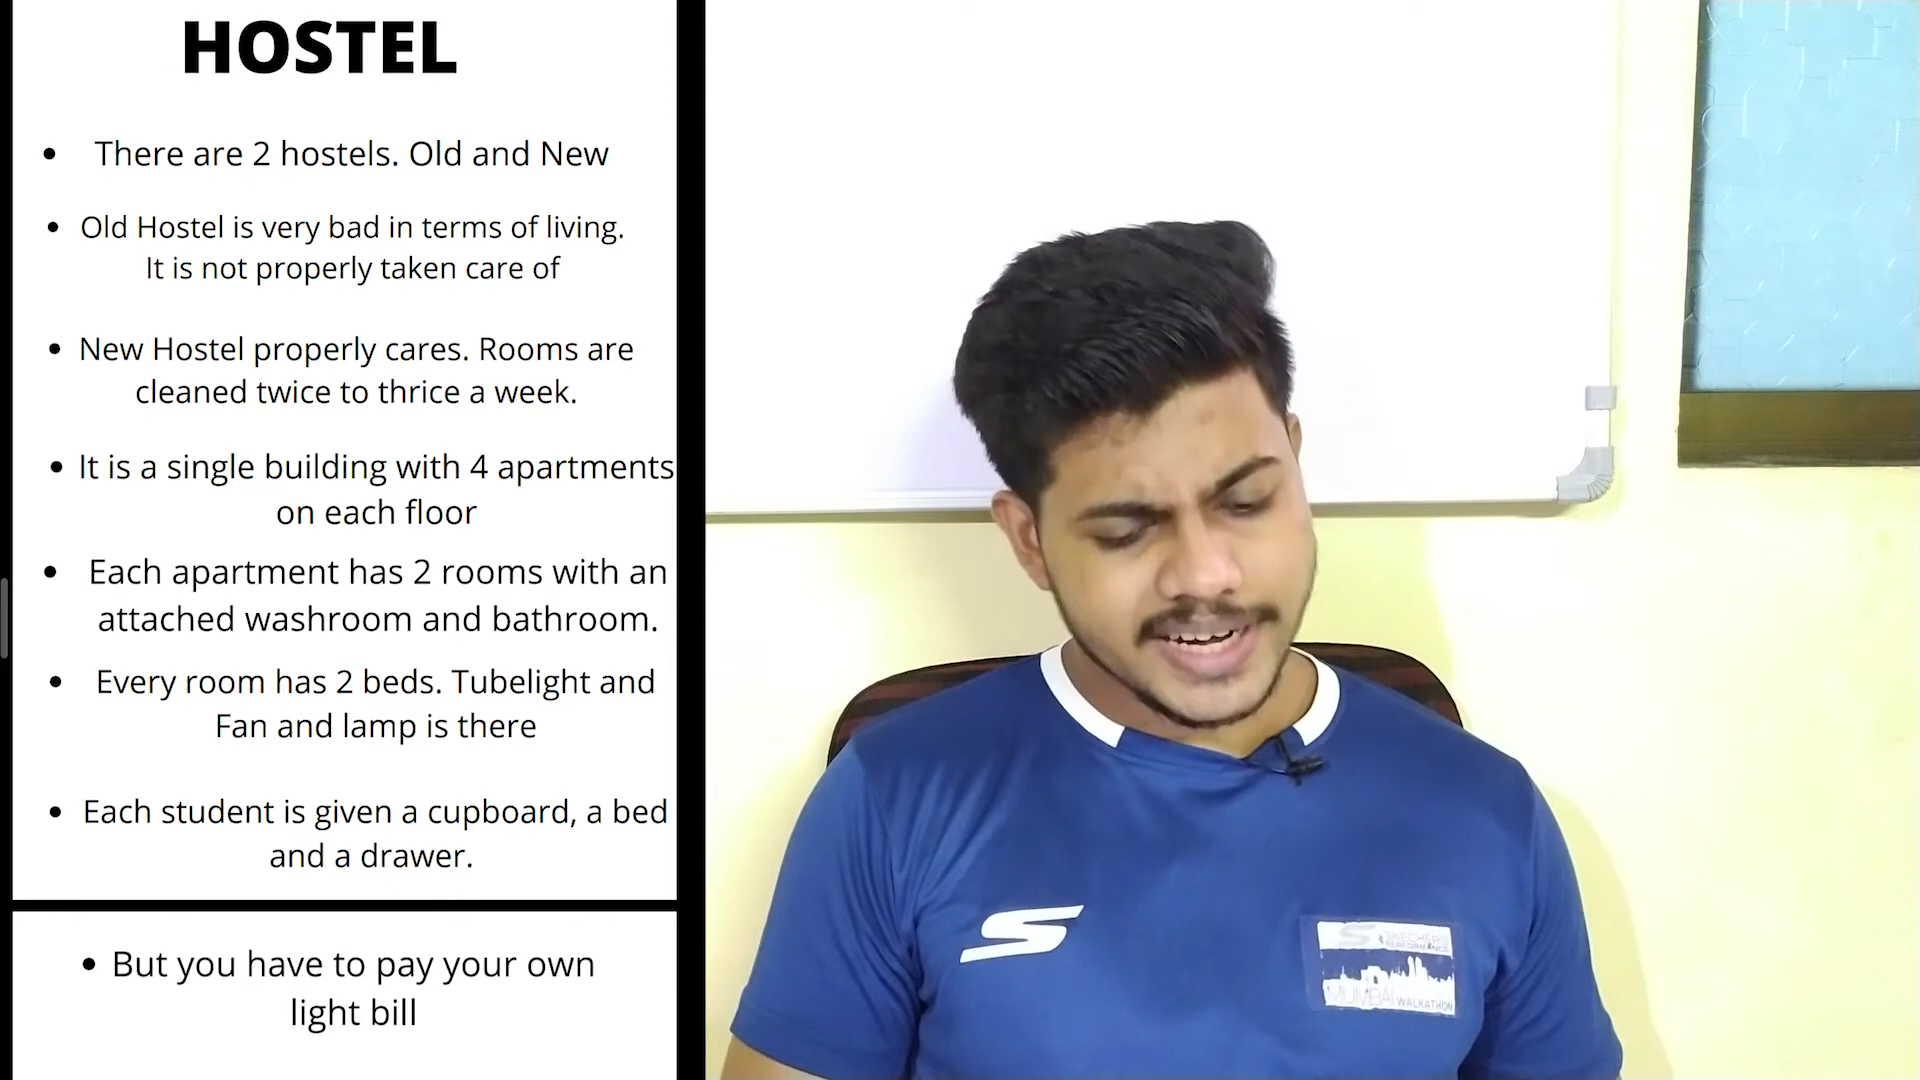 HOSTEL
There are 2 hostels. Old and New
Old Hostel is very bad in terms of living.
It is not properly taken care of
New Hostel properly cares. Rooms are
cleaned twice to thrice a week.
It is a single building with 4 apartments
on each floor
Each apartment has 2 rooms with an
attached washroom and bathroom.
Every room has 2 beds. Tubelight and
Fan and lamp is there
Each student is given a cupboard, a bed
and a drawer.
But you have to pay your own
light bill
SKECHERS
PERFORMANCE
MUMBAI WALKATHON